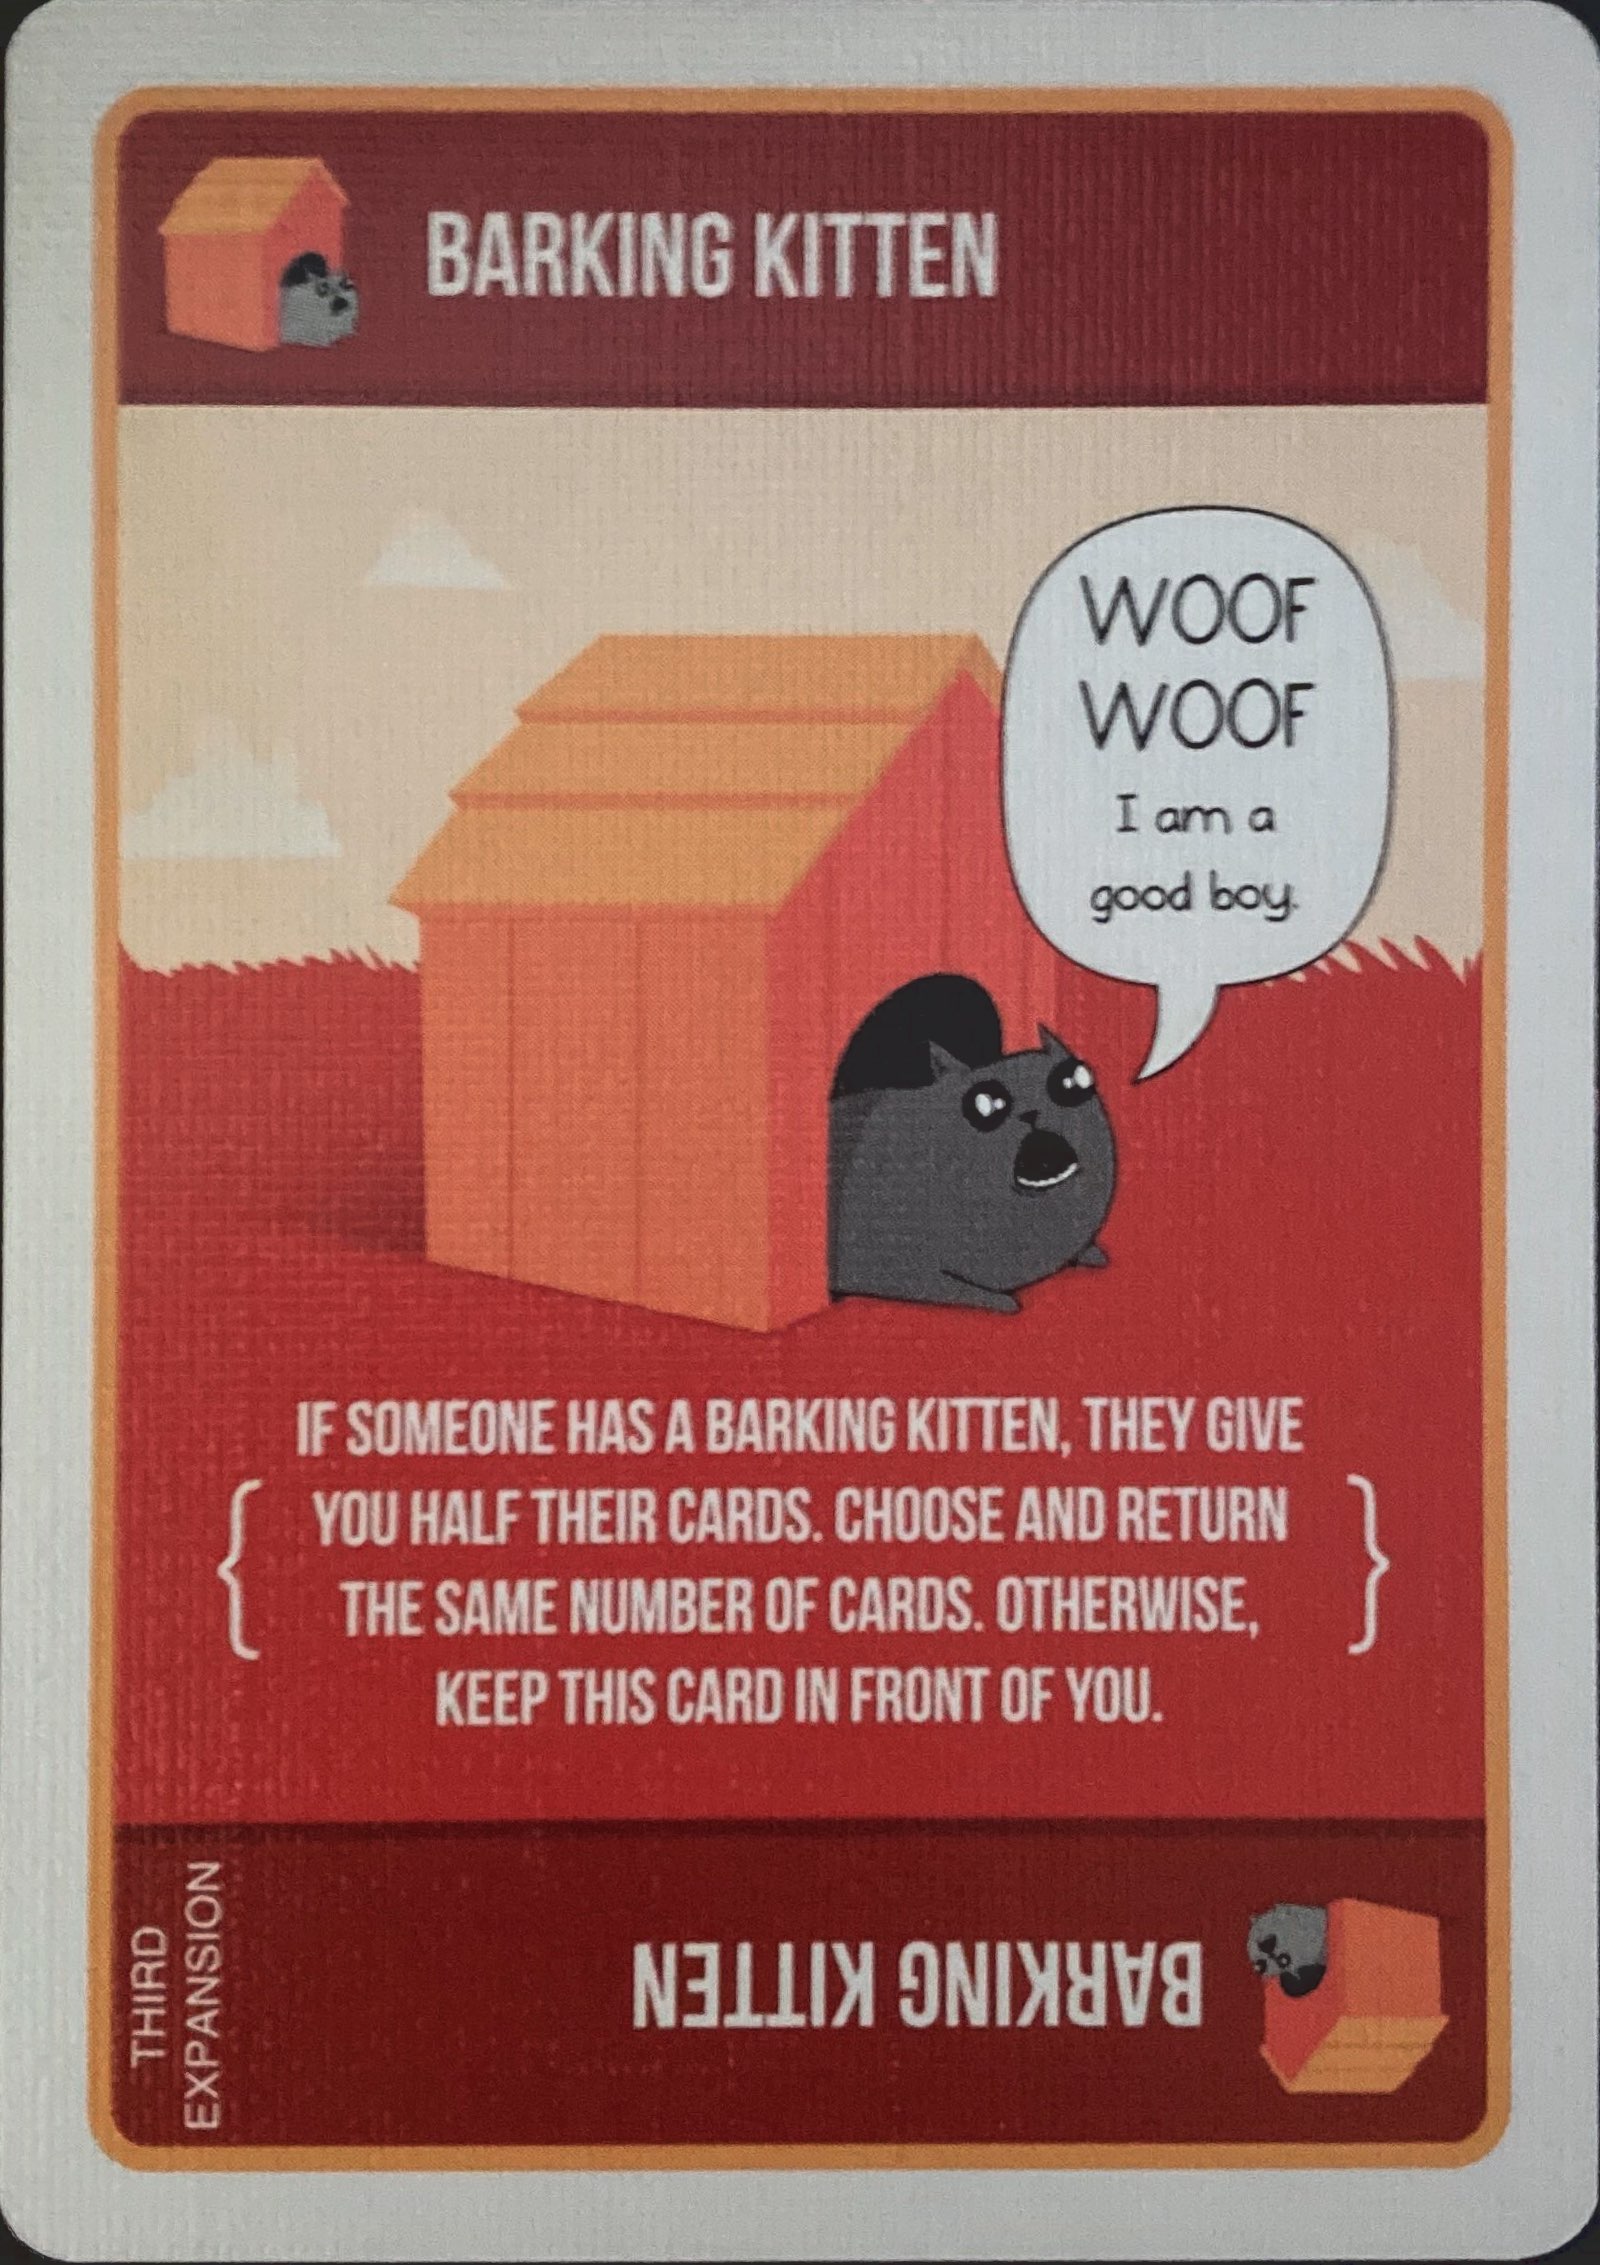 BARKING KITTEN
WOOF
WOOF
I am a
good boy.
IF SOMEONE HAS A BARKING KITTEN, THEY GIVE
YOU HALF THEIR CARDS. CHOOSE AND RETURN
THE SAME NUMBER OF CARDS. OTHERWISE,
KEEP THIS CARD IN FRONT OF YOU.
THIRD
EXPANSION
BARKING KITTEN